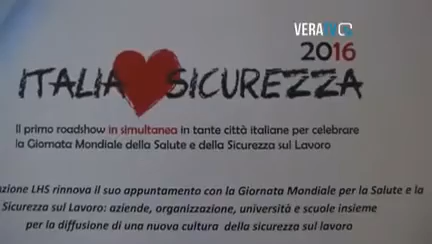 VERATV
2016
ITALIA SICUREZZA
Il primo roadshow in simultanea in tante città italiane per celebrare
la Giornata Mondiale della Salute e della Sicurezza sul Lavoro
azione LHS rinnova il suo appuntamento con la Giornata Mondiale per la Salute e la
Sicurezza sul Lavoro: aziende, organizzazione, università e scuole insieme
per la diffusione di una nuova cultura della sicurezza sul lavoro